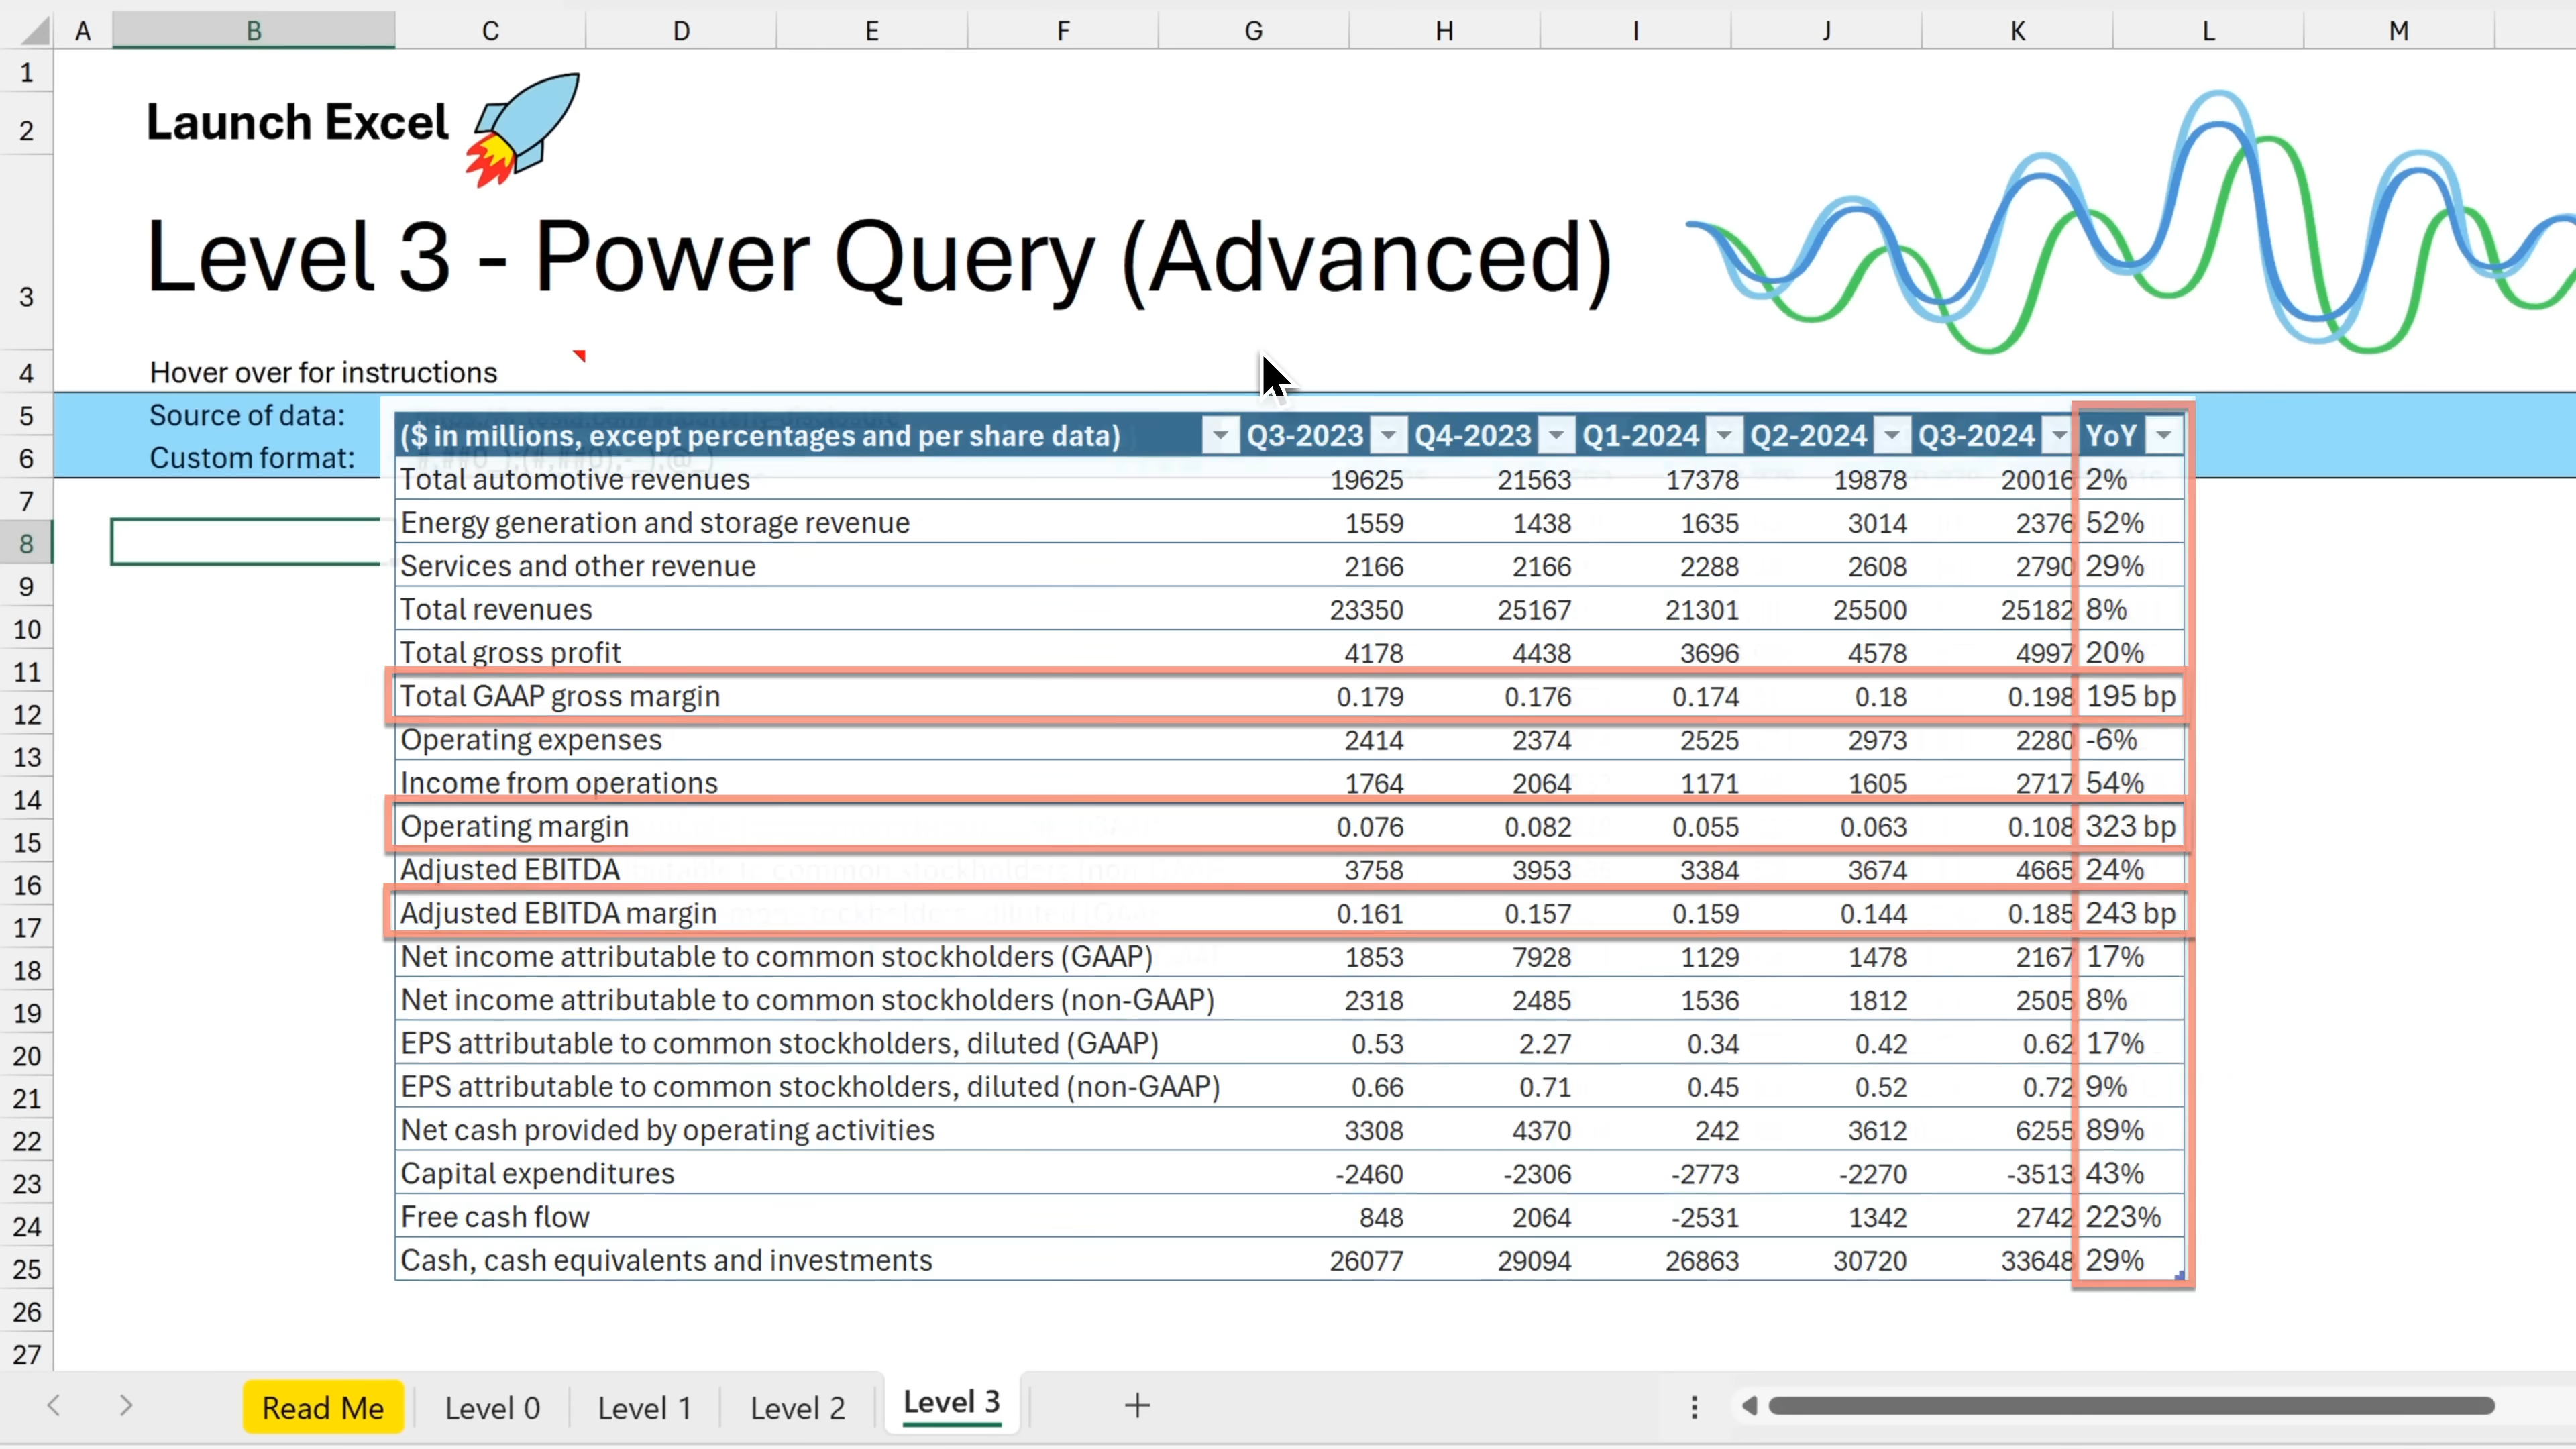 A B C D E F G H I J K L M
1
2 Launch Excel
3 Level 3 - Power Query (Advanced)
4 Hover over for instructions
5 Source of data:
6 Custom format:
($ in millions, except percentages and per share data) Q3-2023 Q4-2023 Q1-2024 Q2-2024 Q3-2024 YoY
Total automotive revenues 19625 21563 17378 19878 20016 2%
7
Energy generation and storage revenue 1559 1438 1635 3014 2376 52%
8
Services and other revenue 2166 2166 2288 2608 2790 29%
9
Total revenues 23350 25167 21301 25500 25182 8%
10
Total gross profit 4178 4438 3696 4578 4997 20%
11
Total GAAP gross margin 0.179 0.176 0.174 0.18 0.198 195 bp
12
Operating expenses 2414 2374 2525 2973 2280 -6%
13
Income from operations 1764 2064 1171 1605 2717 54%
14
Operating margin 0.076 0.082 0.055 0.063 0.108 323 bp
15
Adjusted EBITDA 3758 3953 3384 3674 4665 24%
16
Adjusted EBITDA margin 0.161 0.157 0.159 0.144 0.185 243 bp
17
Net income attributable to common stockholders (GAAP) 1853 7928 1129 1478 2167 17%
18
Net income attributable to common stockholders (non-GAAP) 2318 2485 1536 1812 2505 8%
19
EPS attributable to common stockholders, diluted (GAAP) 0.53 2.27 0.34 0.42 0.62 17%
20
EPS attributable to common stockholders, diluted (non-GAAP) 0.66 0.71 0.45 0.52 0.72 9%
21
Net cash provided by operating activities 3308 4370 242 3612 6255 89%
22
Capital expenditures -2460 -2306 -2773 -2270 -3513 43%
23
Free cash flow 848 2064 -2531 1342 2742 223%
24
Cash, cash equivalents and investments 26077 29094 26863 30720 33648 29%
25
26
27
Read Me Level 0 Level 1 Level 2 Level 3 +